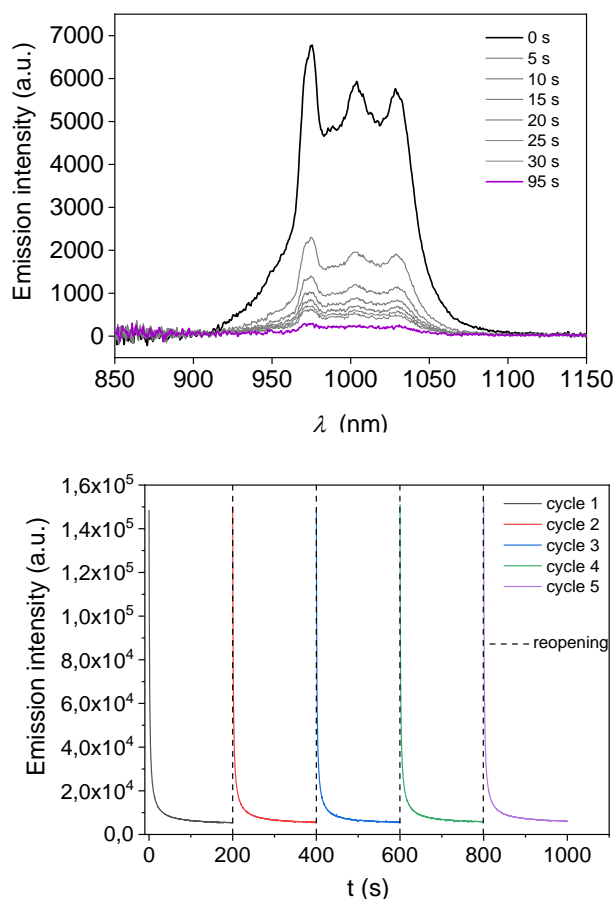 7000
6000
5000
4000
3000
2000
1000
0
Emission intensity (a.u.)
0 s
5 s
10 s
15 s
20 s
25 s
30 s
95 s
850 900 950 1000 1050 1100 1150
λ (nm)
1,6x10⁵
1,4x10⁵
1,2x10⁵
1,0x10⁵
8,0x10⁴
6,0x10⁴
4,0x10⁴
2,0x10⁴
0,0
Emission intensity (a.u.)
cycle 1
cycle 2
cycle 3
cycle 4
cycle 5
reopening
0 200 400 600 800 1000
t (s)